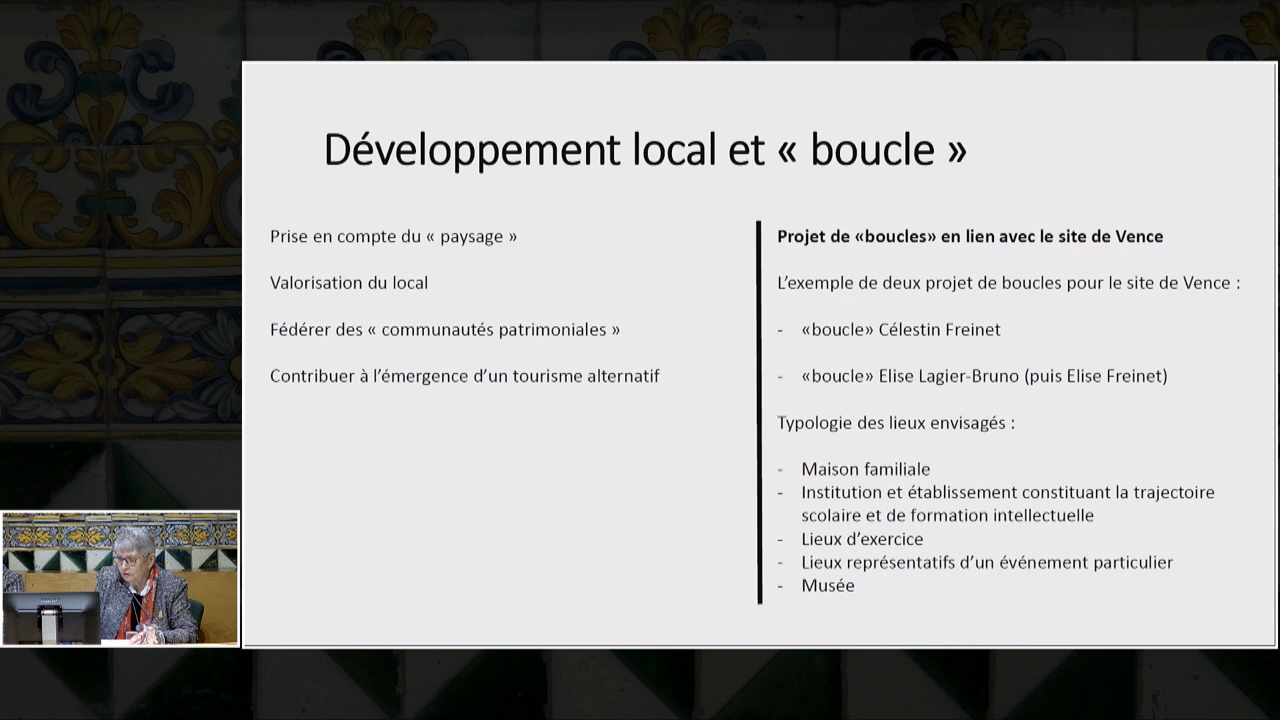 Développement local et « boucle »
Prise en compte du « paysage »
Valorisation du local
Fédérer des « communautés patrimoniales »
Contribuer à l'émergence d'un tourisme alternatif
Projet de «boucles» en lien avec le site de Vence
L'exemple de deux projet de boucles pour le site de Vence :
- «boucle» Célestin Freinet
- «boucle» Elise Lagier-Bruno (puis Elise Freinet)
Typologie des lieux envisagés :
- Maison familiale
- Institution et établissement constituant la trajectoire
scolaire et de formation intellectuelle
- Lieux d'exercice
- Lieux représentatifs d'un événement particulier
- Musée